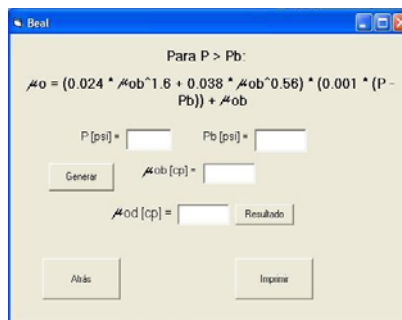 Beal
Para P > Pb:
μo = (0.024 * μob^1.6 + 0.038 * μob^0.56) * (0.001 * (P -
Pb)) + μob
P [psi] = Pb [psi] =
Generar μob [cp] =
μod [cp] = Resultado
Atrás Imprimir